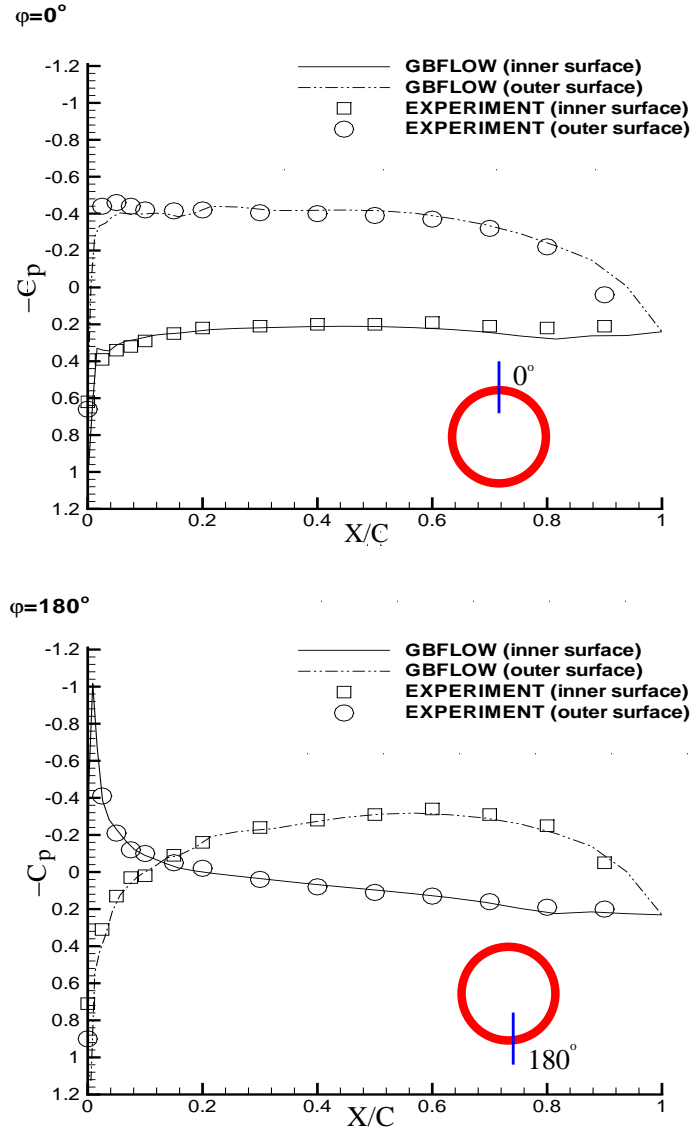 φ=0°
GBFLOW (inner surface)
GBFLOW (outer surface)
EXPERIMENT (inner surface)
EXPERIMENT (outer surface)
-1.2
-1
-0.8
-0.6
-0.4
-0.2
0
0.2
0.4
0.6
0.8
1
1.2
−Cp
0°
0
0.2
0.4
0.6
0.8
1
X/C
φ=180°
GBFLOW (inner surface)
GBFLOW (outer surface)
EXPERIMENT (inner surface)
EXPERIMENT (outer surface)
-1.2
-1
-0.8
-0.6
-0.4
-0.2
0
0.2
0.4
0.6
0.8
1
1.2
−Cp
180°
0
0.2
0.4
0.6
0.8
1
X/C